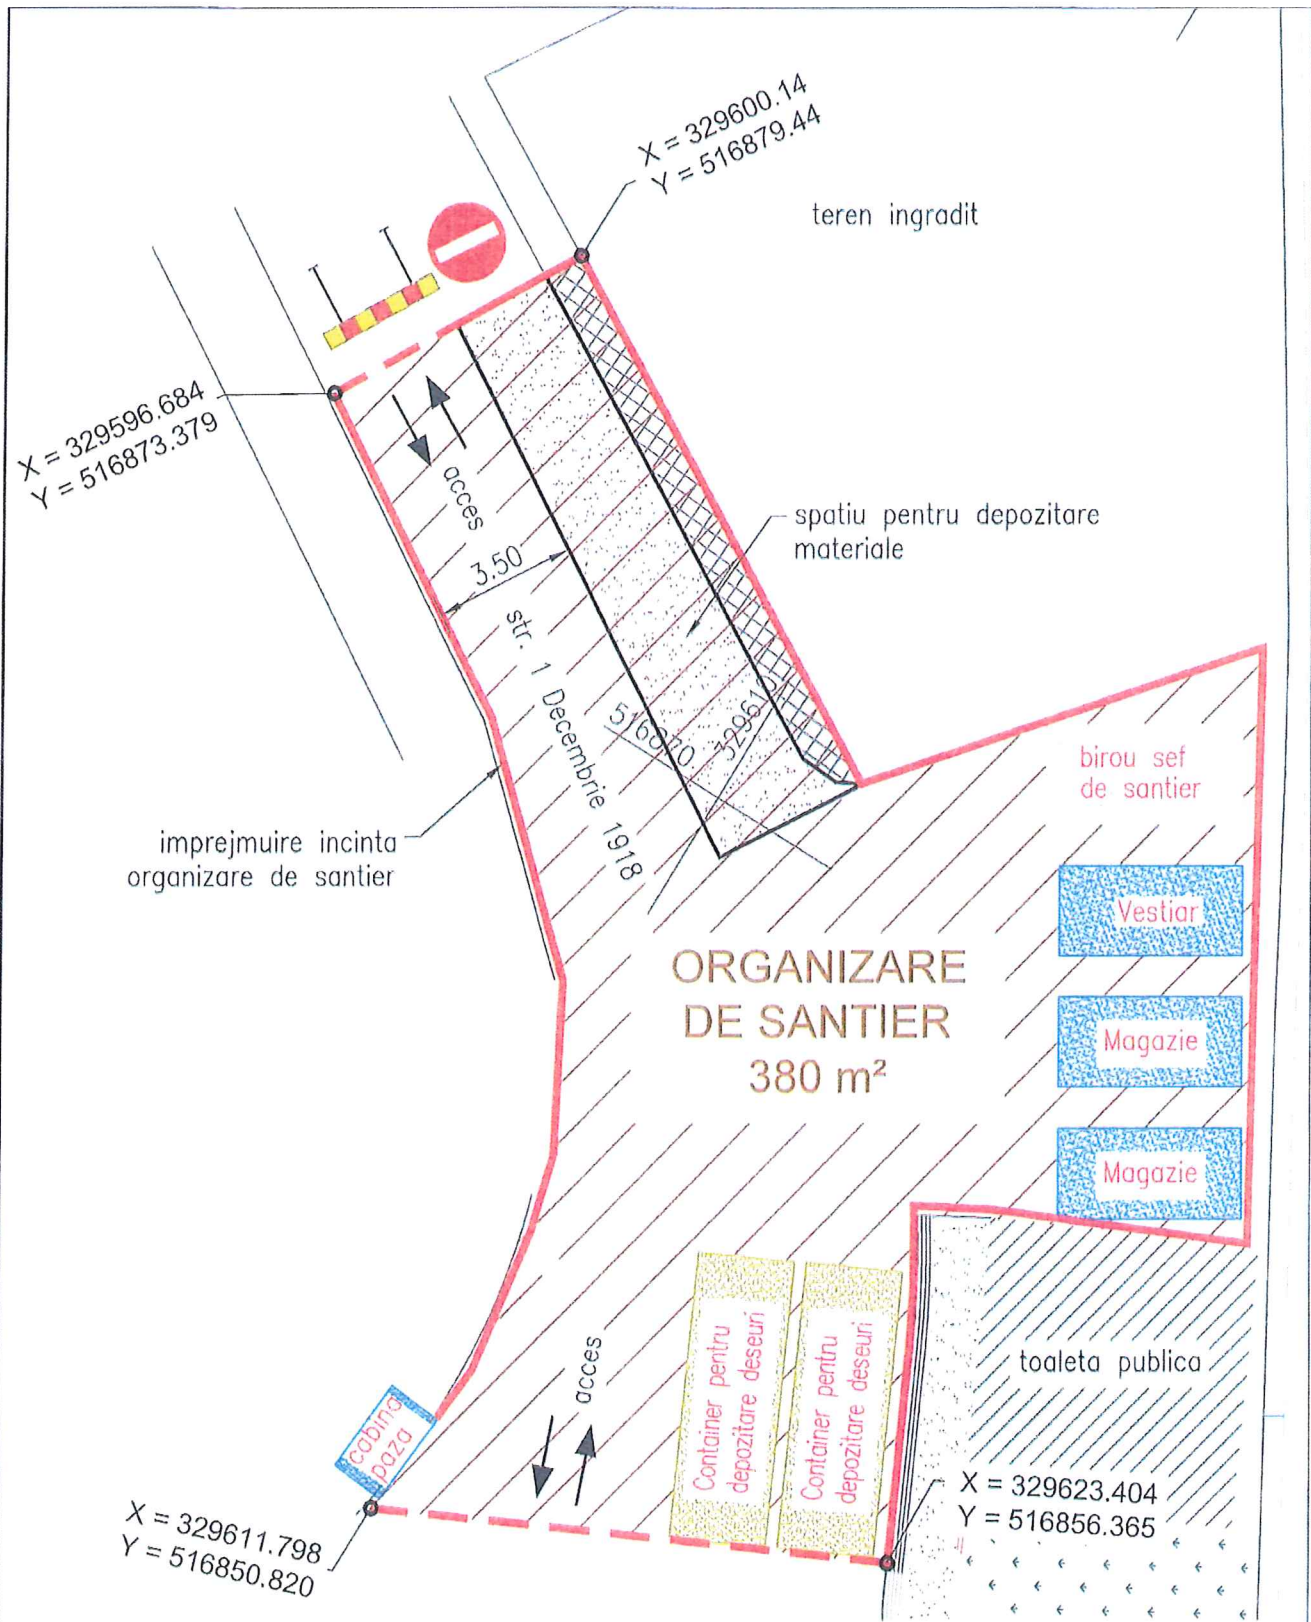 X = 329600.14
Y = 516879.44
teren ingradit
X = 329596.684
Y = 516873.379
acces
3.50
spatiu pentru depozitare
materiale
str. 1 Decembrie 1918
516870
birou sef
de santier
imprejmuire incinta
organizare de santier
Vestiar
ORGANIZARE
DE SANTIER
380 m²
Magazie
Magazie
acces
Container pentru
depozitare deseuri
Container pentru
depozitare deseuri
toaleta publica
cabina
paza
X = 329623.404
Y = 516856.365
X = 329611.798
Y = 516850.820